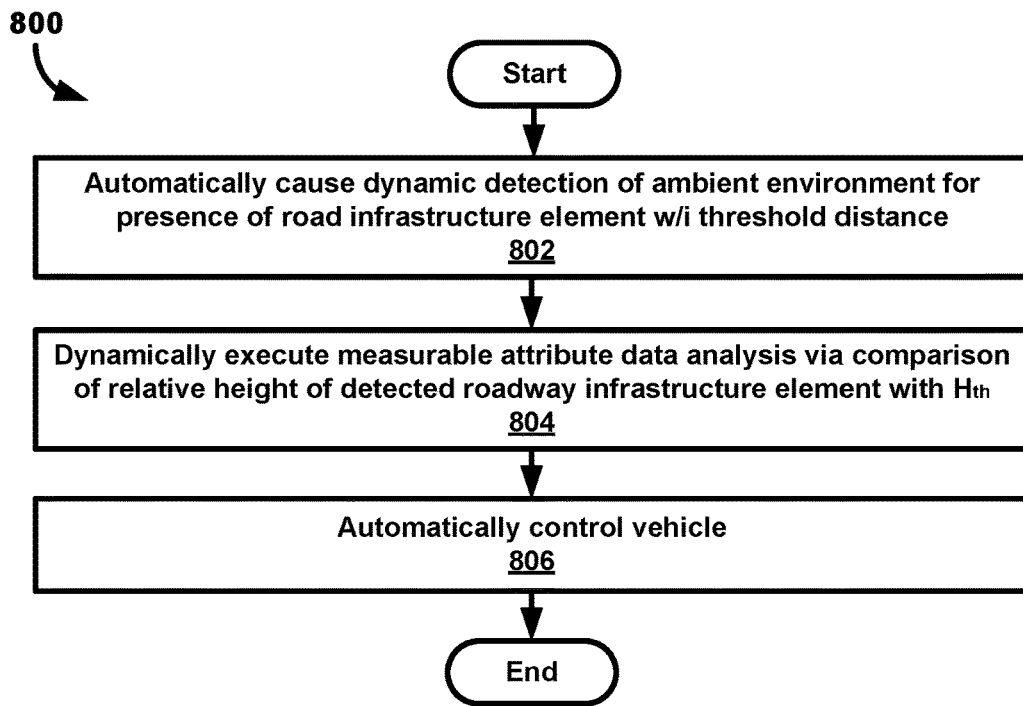 800
Start
Automatically cause dynamic detection of ambient environment for
presence of road infrastructure element w/i threshold distance
802
Dynamically execute measurable attribute data analysis via comparison
of relative height of detected roadway infrastructure element with Hth
804
Automatically control vehicle
806
End